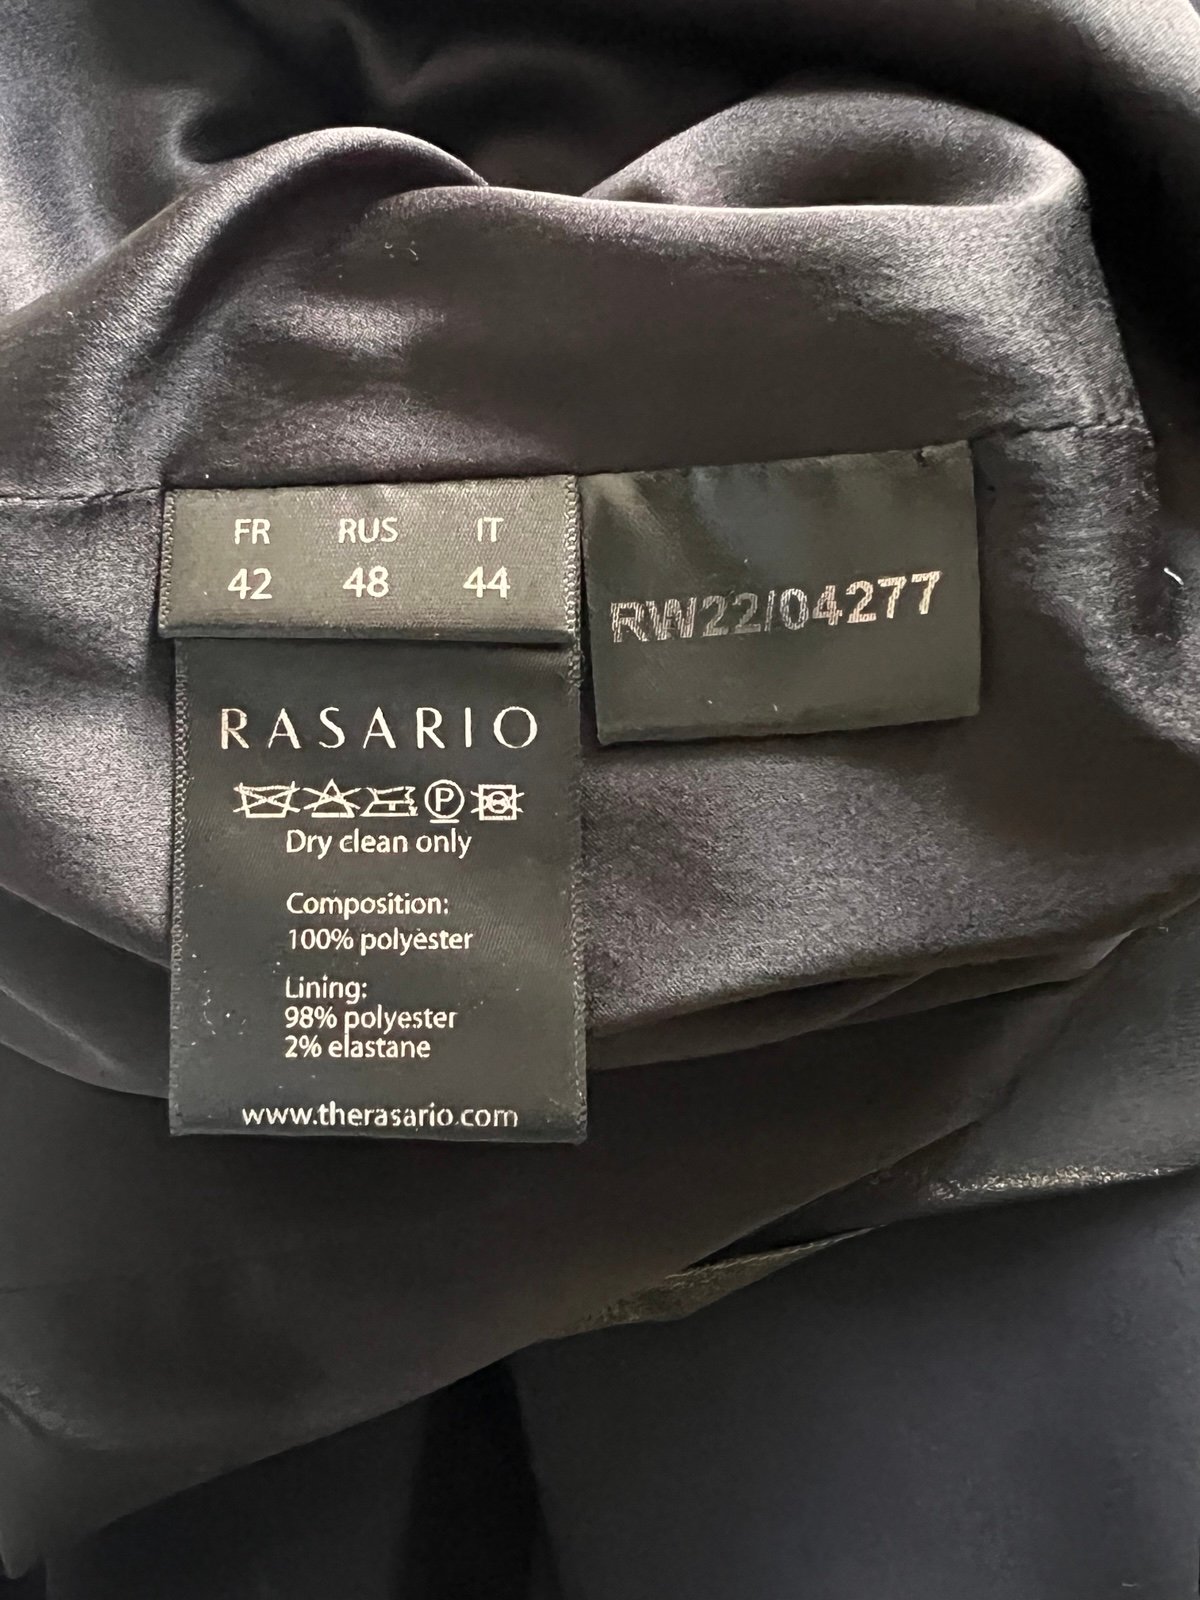 FR RUS IT
42 48 44
RW22/04277
RASARIO
P
Dry clean only
Composition:
100% polyester
Lining:
98% polyester
2% elastane
www.therasario.com